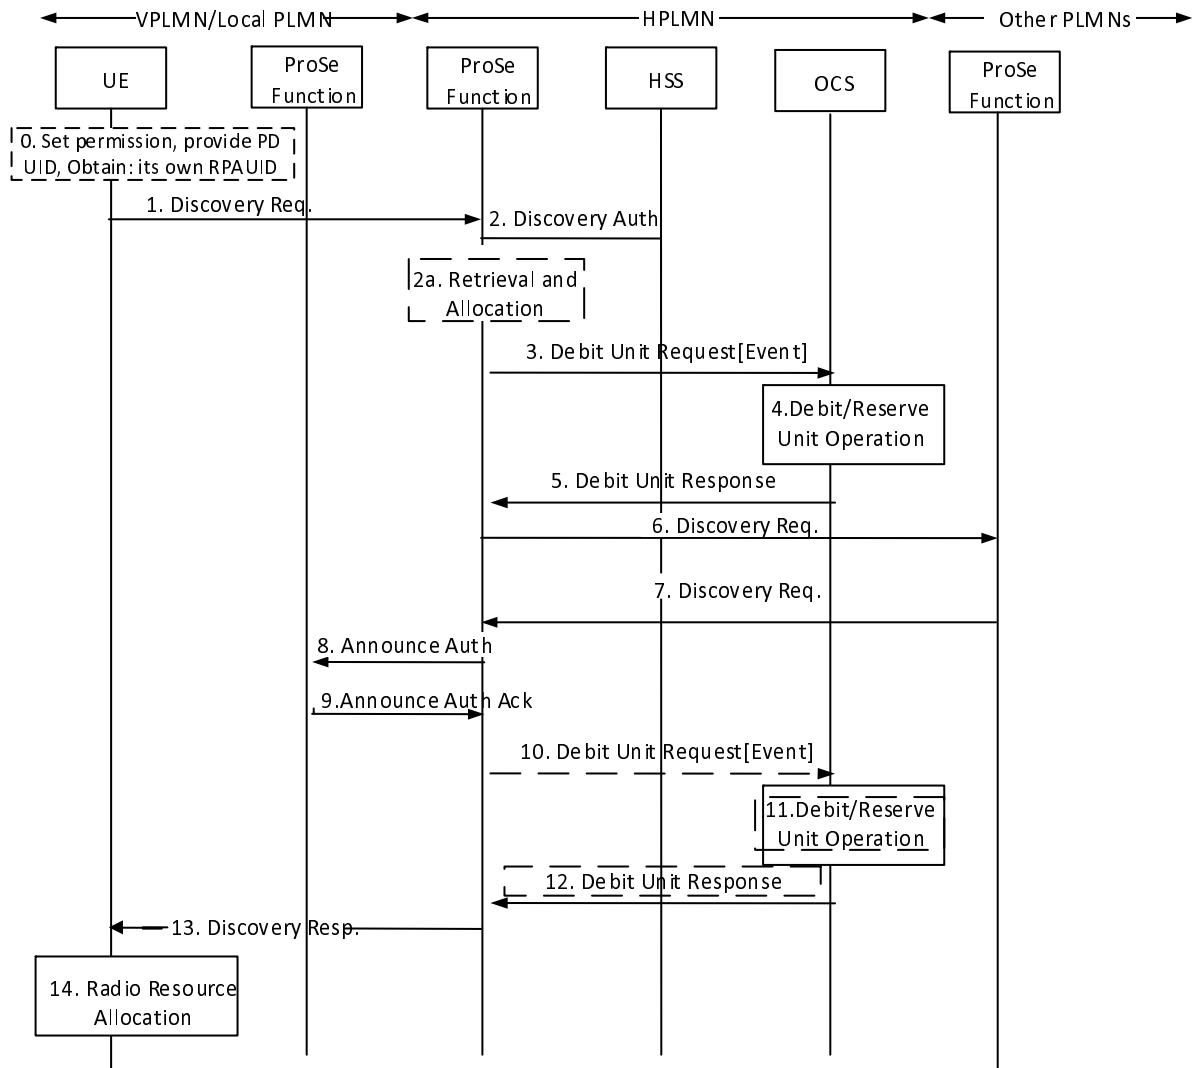 VPLMN/Local PLMN
HPLMN
Other PLMNs
UE
ProSe
Function
ProSe
Function
HSS
OCS
ProSe
Function
0. Set permission, provide PD
UID, Obtain: its own RPAUID
1. Discovery Req.
2. Discovery Auth
2a. Retrieval and
Allocation
3. Debit Unit Request[Event]
4.Debit/Reserve
Unit Operation
5. Debit Unit Response
6. Discovery Req.
7. Discovery Req.
8. Announce Auth
9.Announce Auth Ack
10. Debit Unit Request[Event]
11.Debit/Reserve
Unit Operation
12. Debit Unit Response
13. Discovery Resp.
14. Radio Resource
Allocation